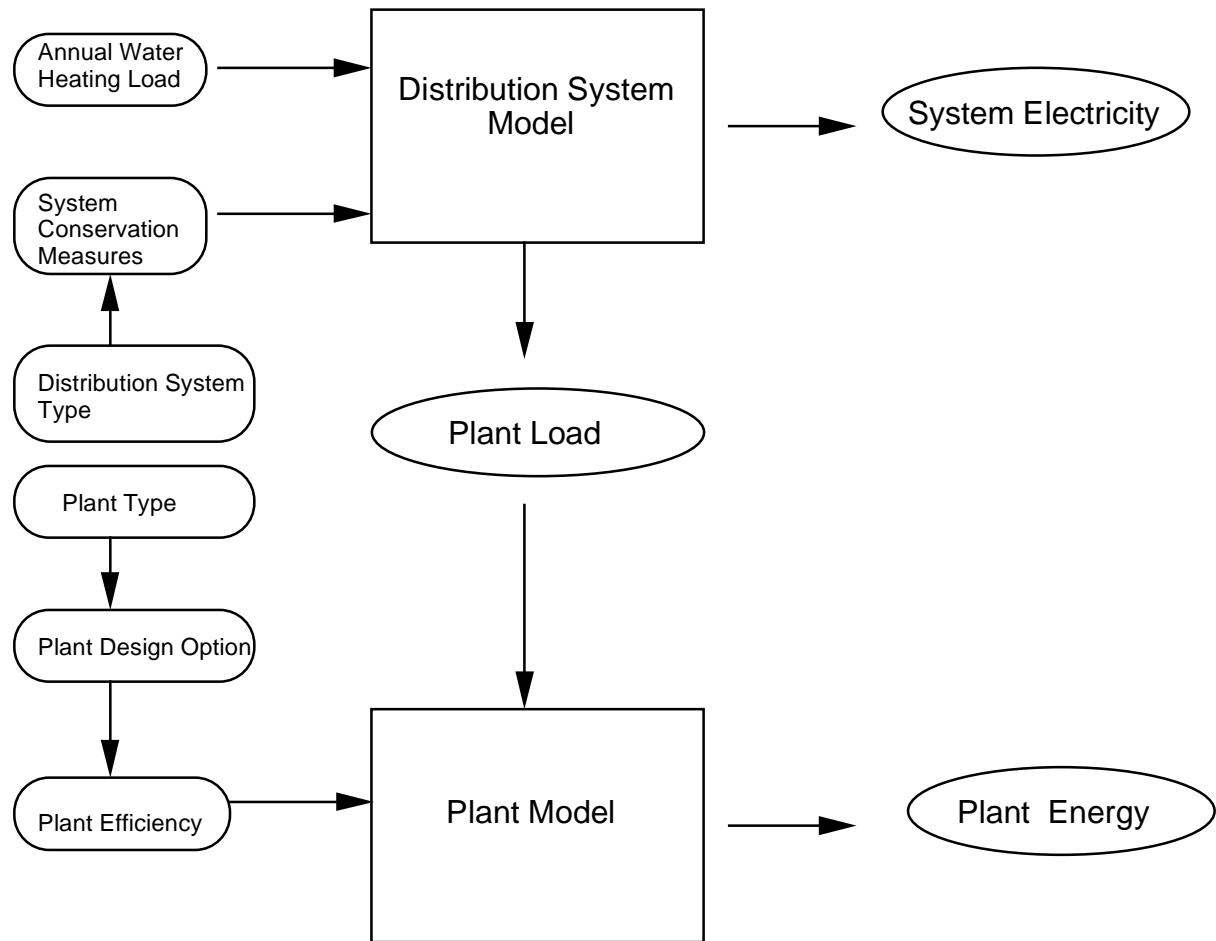 Annual Water
Heating Load
Distribution System
Model
System Electricity
System
Conservation
Measures
Distribution System
Type
Plant Load
Plant Type
Plant Design Option
Plant Efficiency
Plant Model
Plant Energy